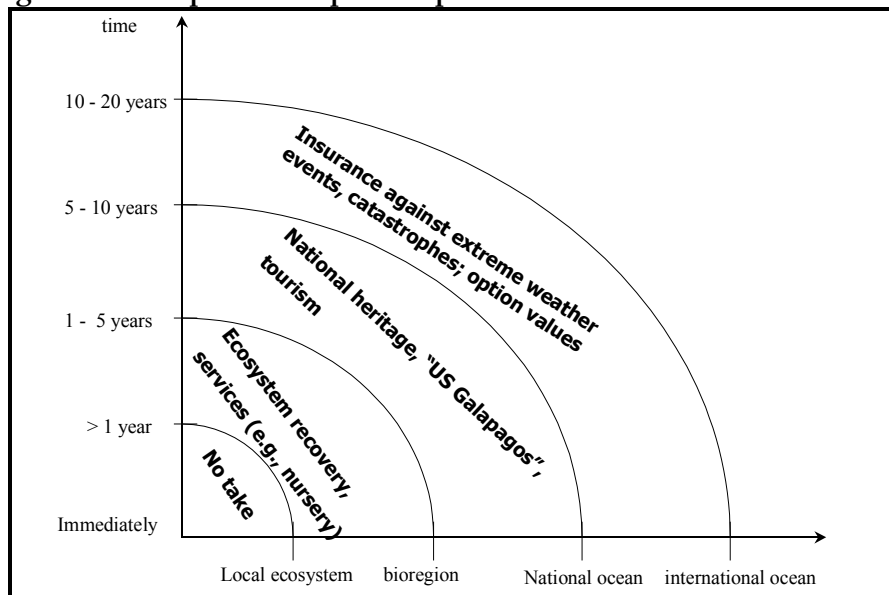 time
10 - 20 years
Insurance against extreme weather
events, catastrophes; option values
5 - 10 years
National heritage, “US Galapagos”,
tourism
1 - 5 years
Ecosystem recovery,
services (e.g., nursery)
> 1 year
No take
Immediately
Local ecosystem
bioregion
National ocean
international ocean